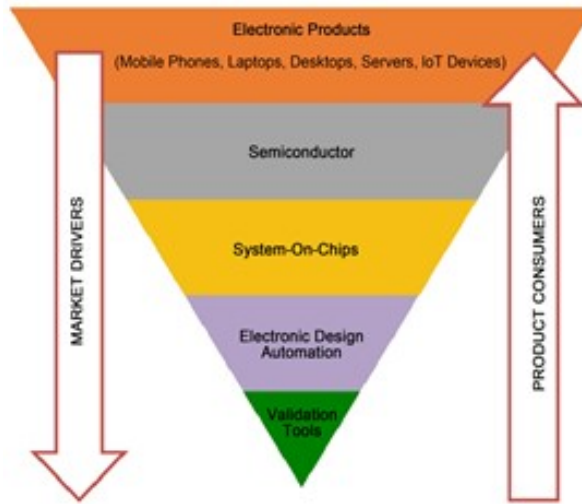 Electronic Products
(Mobile Phones, Laptops, Desktops, Servers, IoT Devices)
Semiconductor
System-On-Chips
Electronic Design
Automation
Validation
Tools
MARKET DRIVERS
PRODUCT CONSUMERS